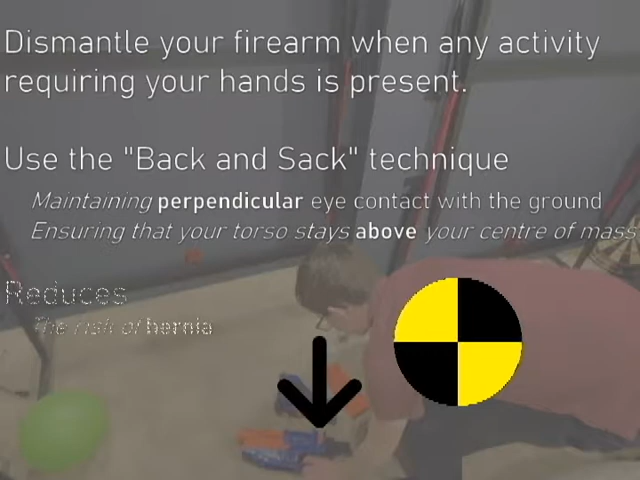 Dismantle your firearm when any activity
requiring your hands is present.
Use the "Back and Sack" technique
Maintaining perpendicular eye contact with the ground
Ensuring that your torso stays above your centre of mass
Reduces
The risk of hernia